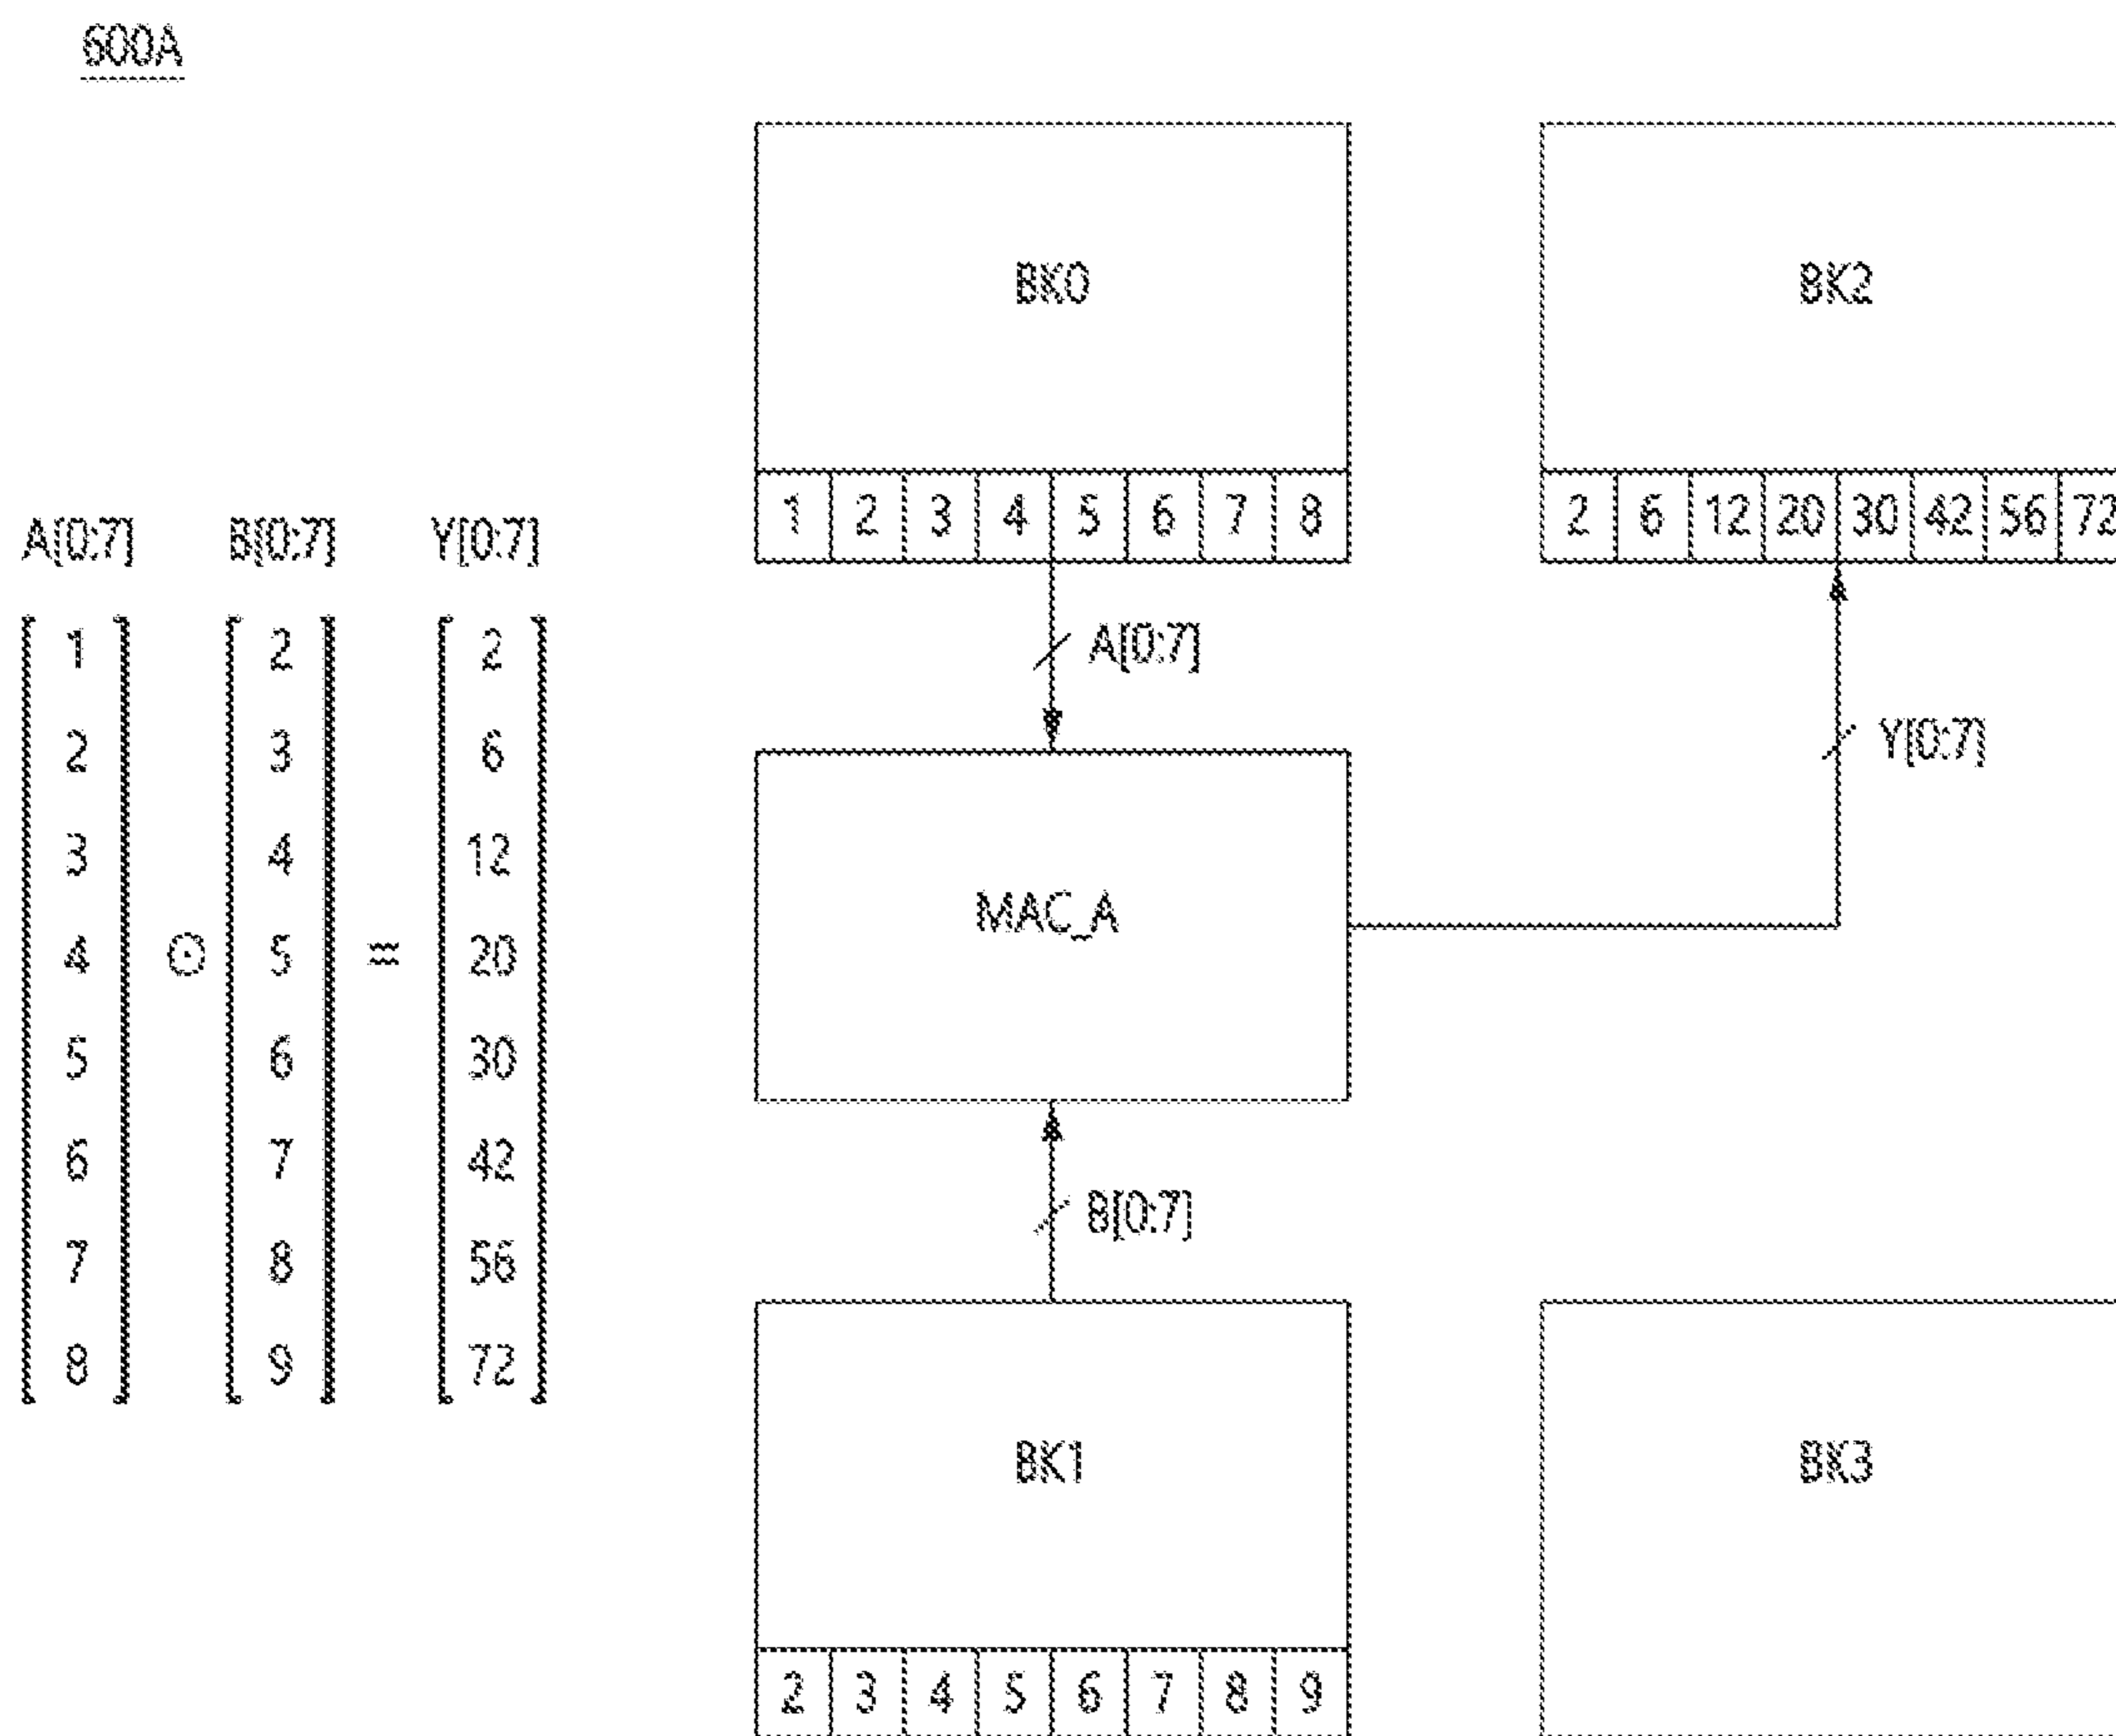 600A
BK0 BK2
1 2 3 4 5 6 7 8 2 6 12 20 30 42 56 72
A[0:7] B[0:7] Y[0:7]
1 2 2
A[0:7]
2 3 6
Y[0:7]
3 4 12
MAC_A
4 ⊙ 5 = 20
5 6 30
6 7 42
B[0:7]
7 8 56
8 9 72
BK1 BK3
2 3 4 5 6 7 8 9